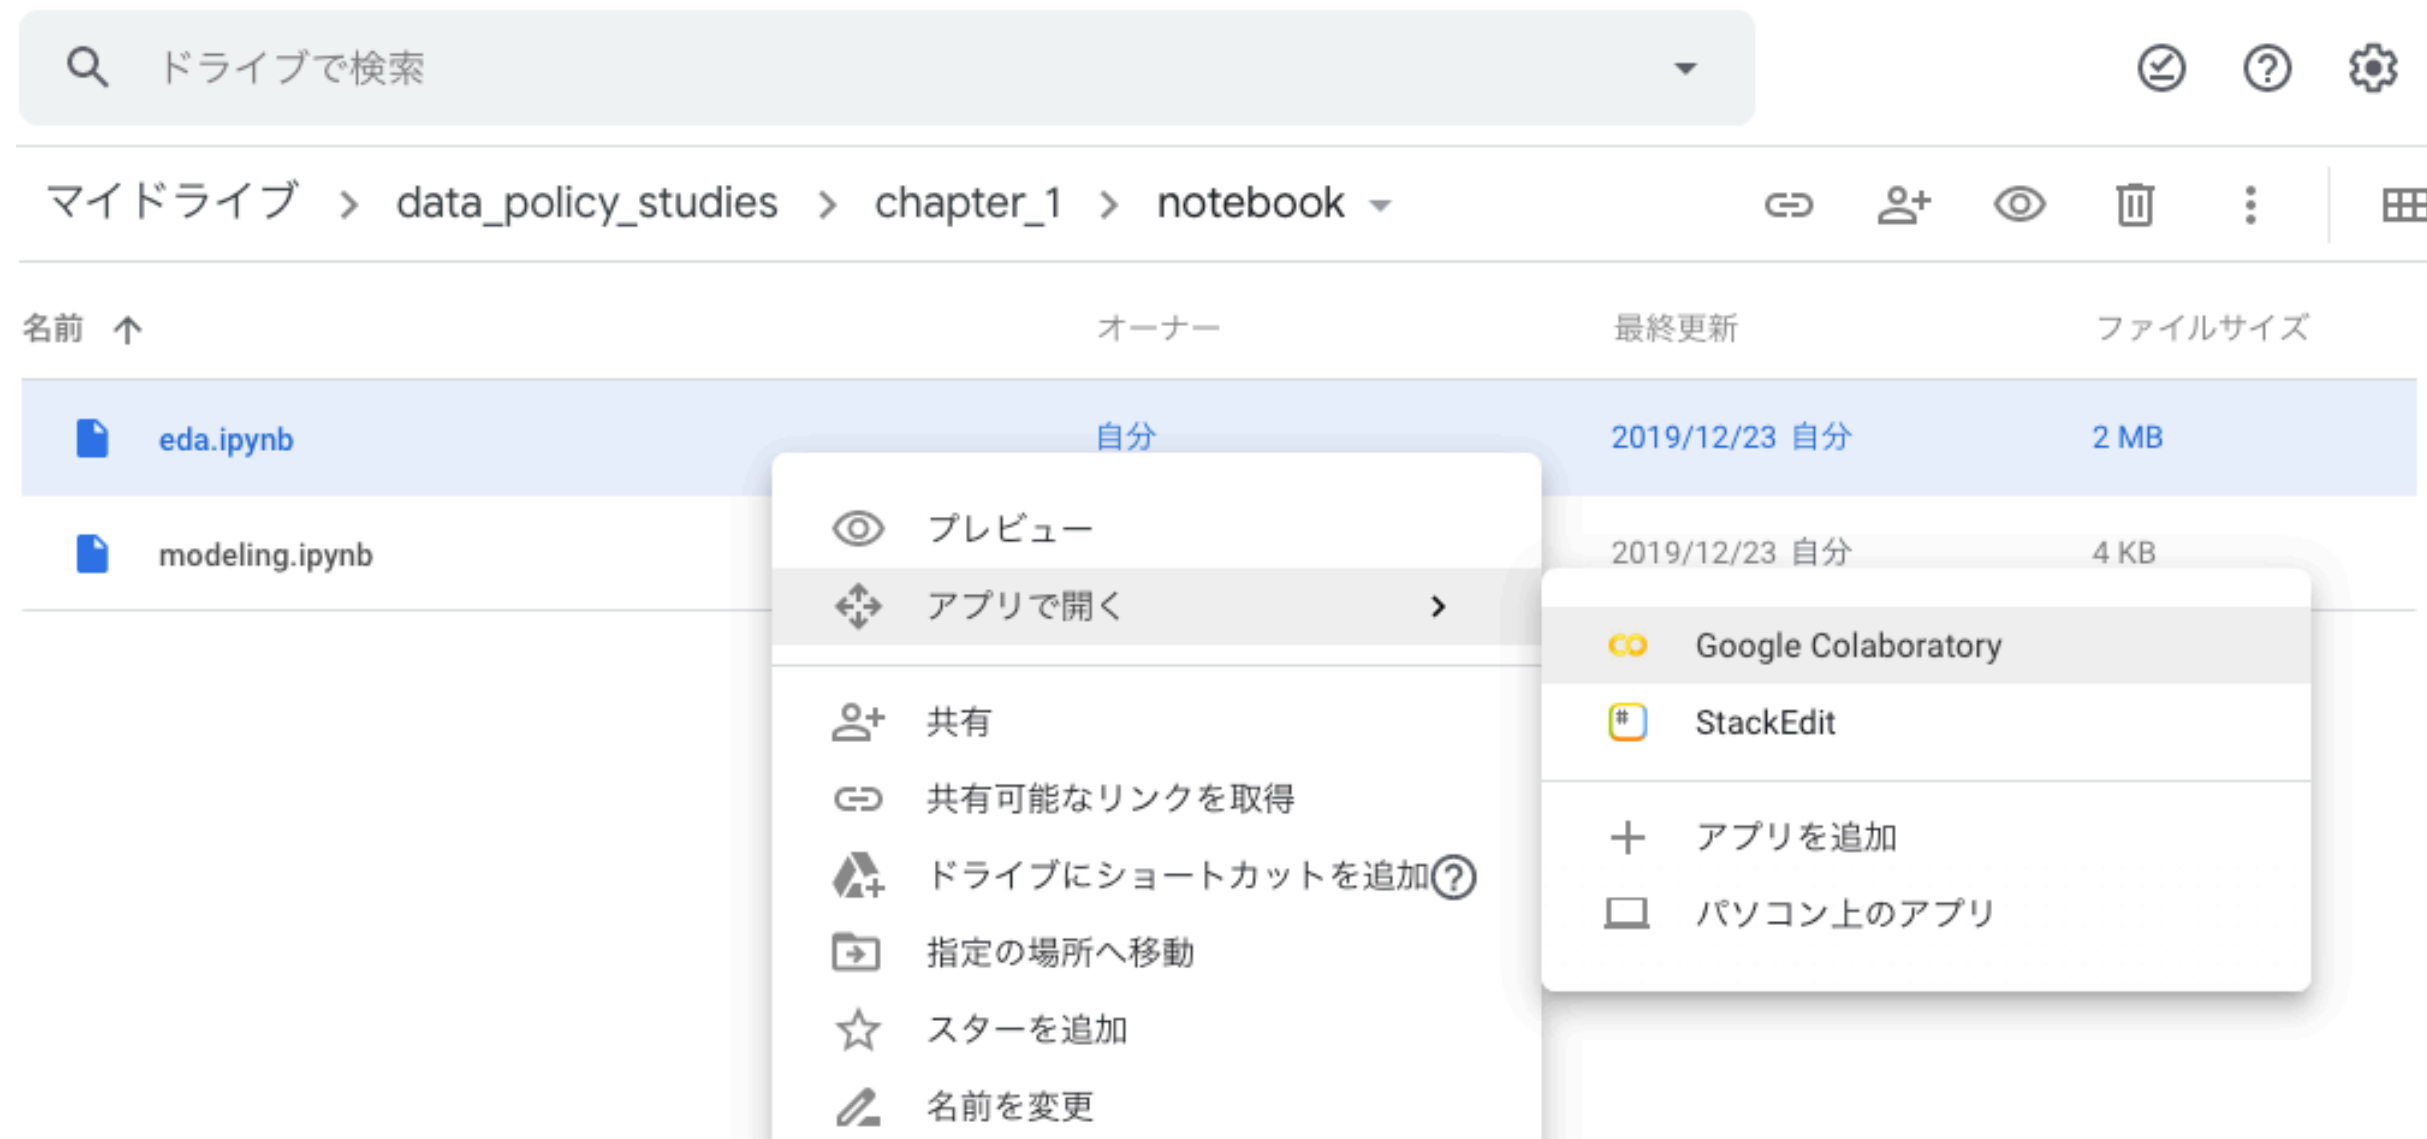 ドライブで検索
マイドライブ > data_policy_studies > chapter_1 > notebook
名前 オーナー 最終更新 ファイルサイズ
eda.ipynb 自分 2019/12/23 自分 2 MB
modeling.ipynb 2019/12/23 自分 4 KB
プレビュー
アプリで開く
共有
共有可能なリンクを取得
ドライブにショートカットを追加
指定の場所へ移動
スターを追加
名前を変更
Google Colaboratory
StackEdit
アプリを追加
パソコン上のアプリ